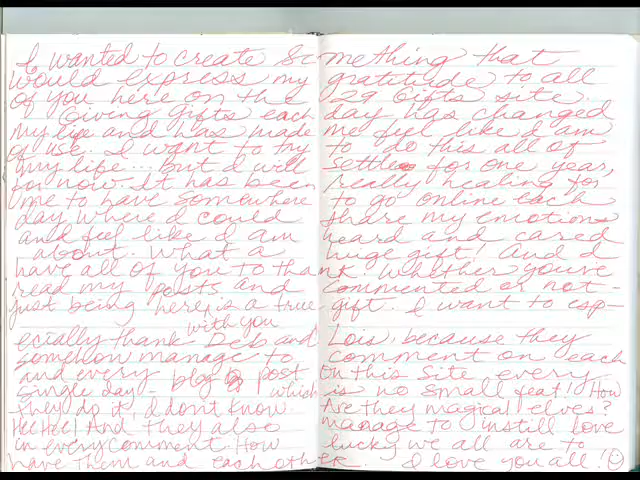 I wanted to create something that
would express my gratitude to all
of you here on the 29 Gifts site.
Giving gifts each day has changed
my life and has made me feel like I am
of use. I want to try to do this all of
my life... but I will settle for one year,
for now. It has been really healing for
me to have somewhere to go online each
day where I could share my emotions
and feel like I am heard and cared
about. What a huge gift! And I
have all of you to thank. Whether you've
read my posts and commented or not -
just being here is a true gift. I want to esp-
with you
ecially thank Deb and Lois, because they
somehow manage to comment on each
and every blog post on this site every
single day - which is no small feat! How
they do it, I don't know. Are they magical elves?
HeeHee! And they also manage to instill love
in every comment. How lucky we all are to
have them and each other. I love you all!